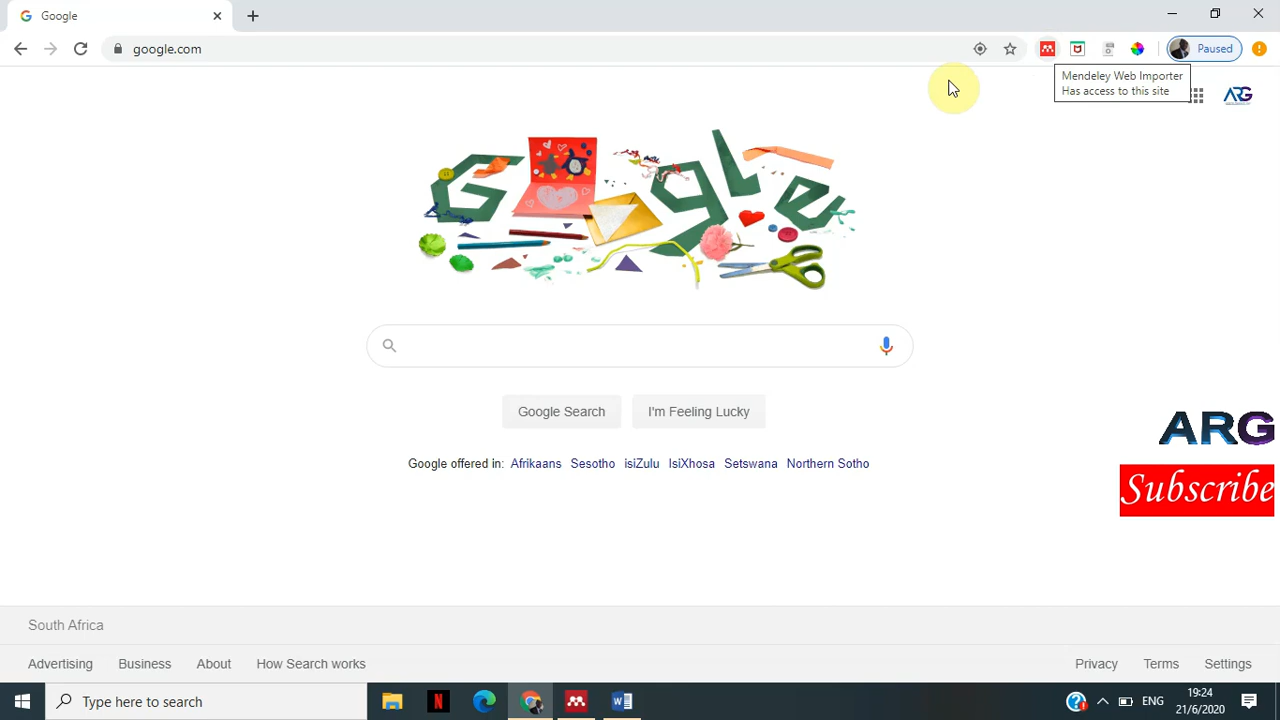 Google
google.com
Paused
Mendeley Web Importer
Has access to this site
ARG
Google
Google Search
I'm Feeling Lucky
Google offered in: Afrikaans Sesotho isiZulu IsiXhosa Setswana Northern Sotho
ARG
Subscribe
South Africa
Advertising Business About How Search works Privacy Terms Settings
Type here to search
N
W
ENG
19:24
21/6/2020